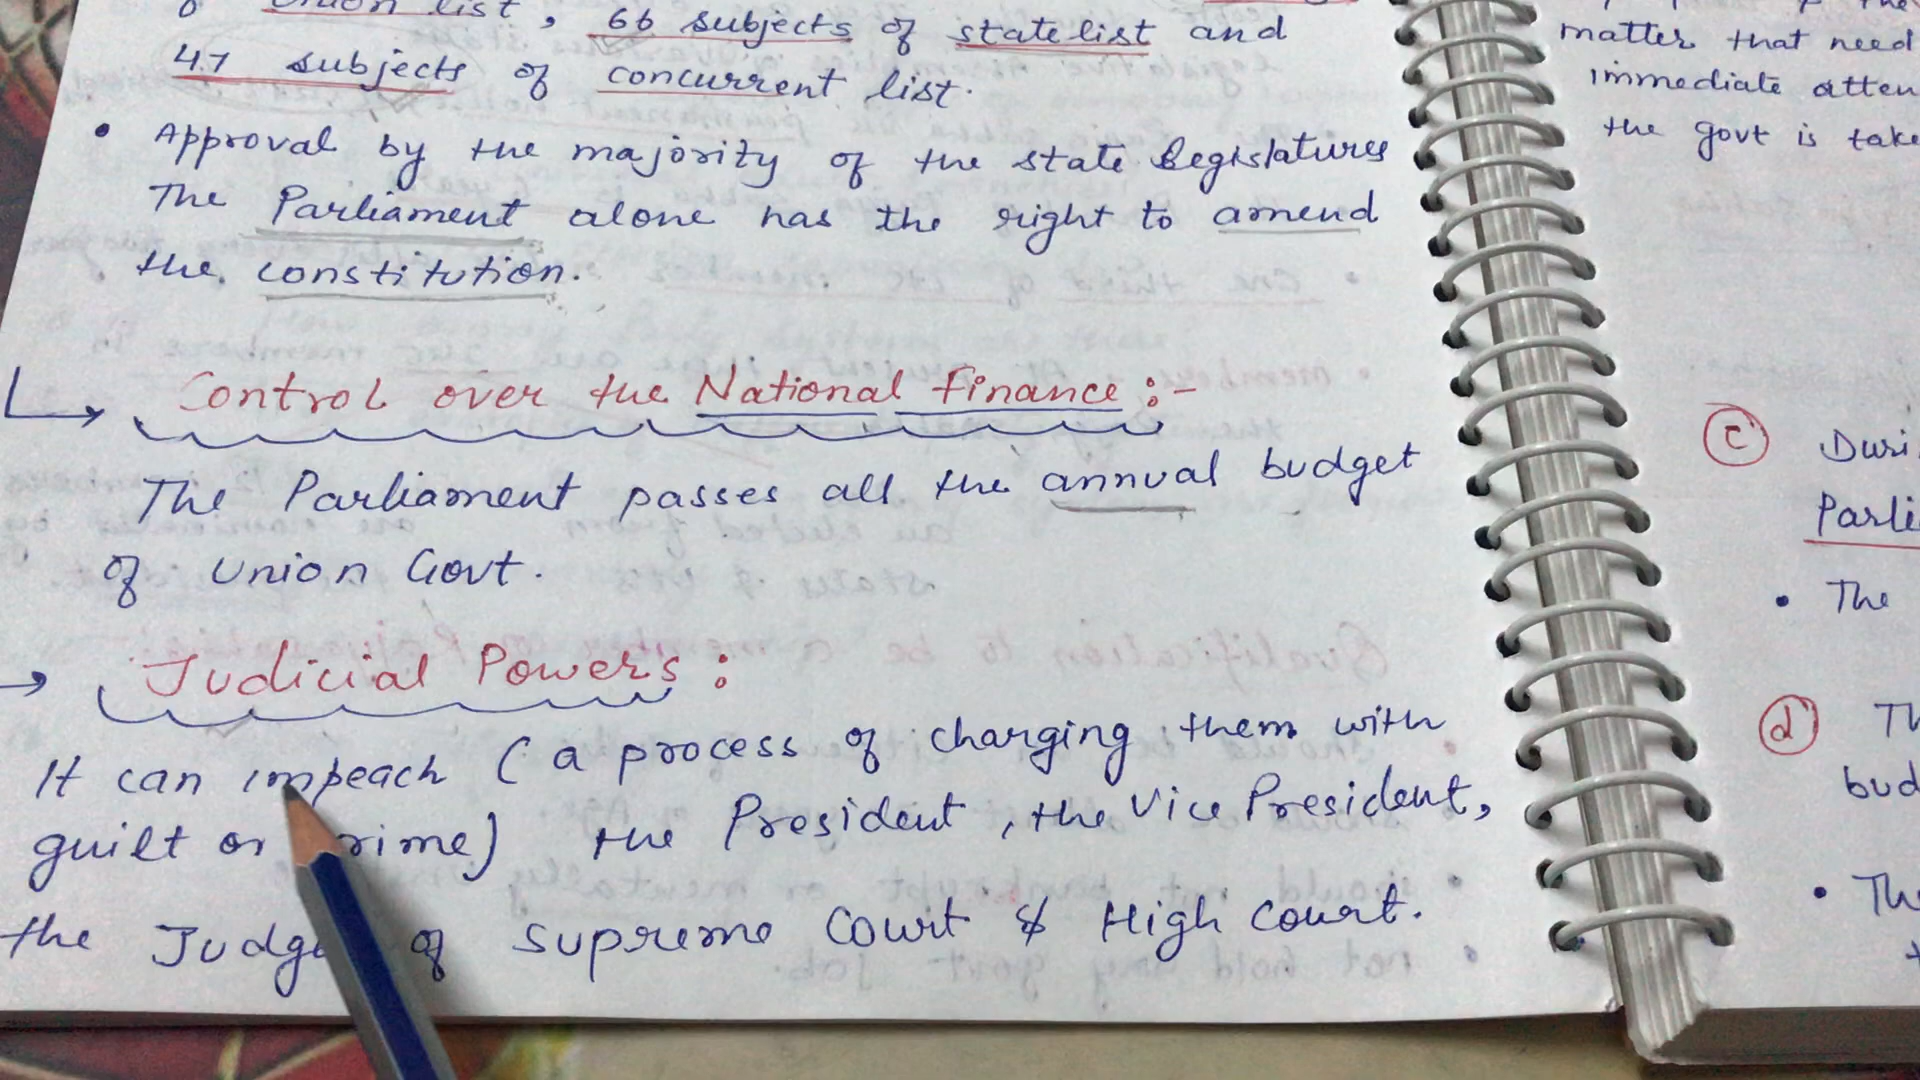 of Union list, 66 subjects of state list and
47 subjects of concurrent list.
• Approval by the majority of the state Legislatures
The Parliament alone has the right to amend
the constitution.
↳ Control over the National Finance :-
The Parliament passes all the annual budget
of Union Govt.
→ Judicial Powers :
It can impeach ( a process of charging them with
guilt or crime) the President, the Vice President,
the Judges of Supreme Court & High Court.
the
matter that need
immediate atten
the govt is take
(c) Duri
Parli
• The
(d) Th
bud
• The